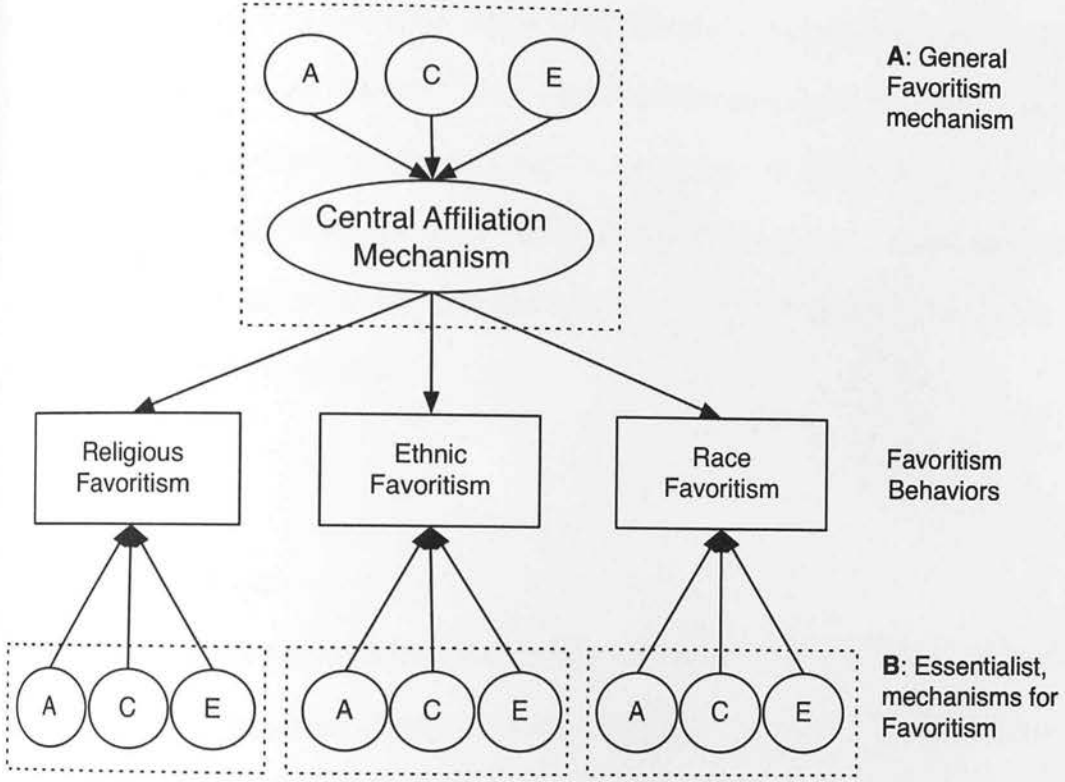 A C E
A: General
Favoritism
mechanism
Central Affiliation
Mechanism
Religious
Favoritism
Ethnic
Favoritism
Race
Favoritism
Favoritism
Behaviors
A C E
A C E
A C E
B: Essentialist,
mechanisms for
Favoritism